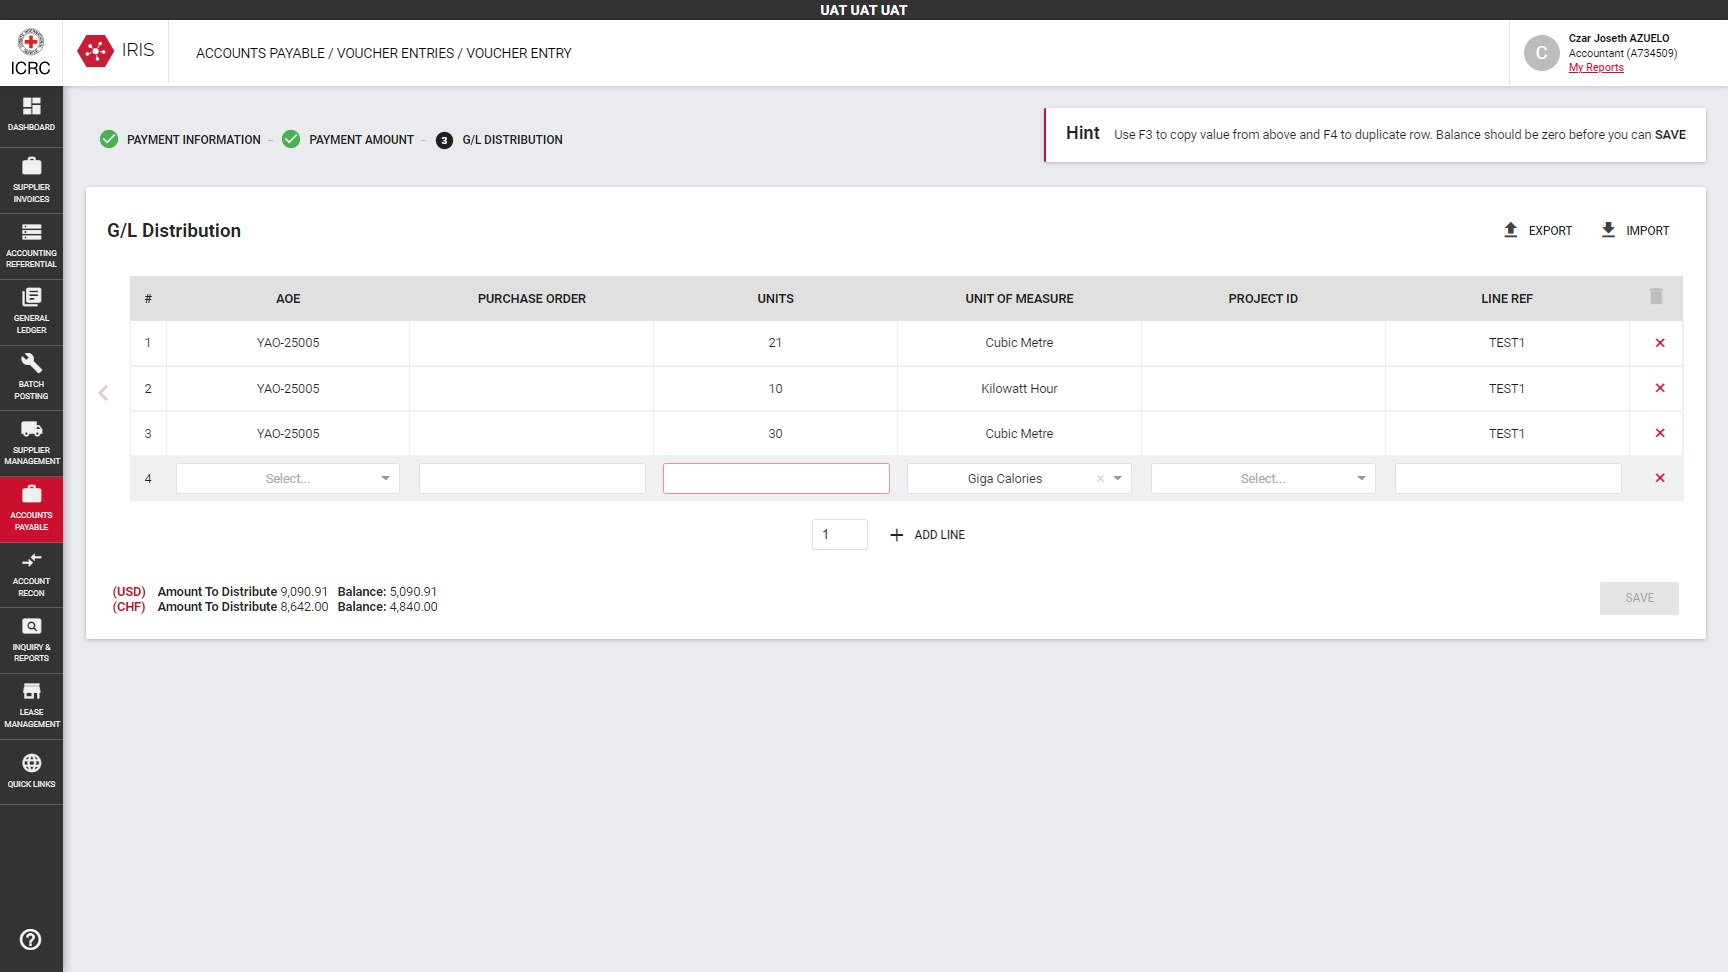 UAT UAT UAT
ICRC
IRIS
ACCOUNTS PAYABLE / VOUCHER ENTRIES / VOUCHER ENTRY
C
Czar Joseth AZUELO
Accountant (A734509)
My Reports
DASHBOARD
SUPPLIER
INVOICES
ACCOUNTING
REFERENTIAL
GENERAL
LEDGER
BATCH
POSTING
SUPPLIER
MANAGEMENT
ACCOUNTS
PAYABLE
ACCOUNT
RECON
INQUIRY &
REPORTS
LEASE
MANAGEMENT
QUICK LINKS
PAYMENT INFORMATION – PAYMENT AMOUNT – 3 G/L DISTRIBUTION
Hint Use F3 to copy value from above and F4 to duplicate row. Balance should be zero before you can SAVE
G/L Distribution
EXPORT IMPORT
# AOE PURCHASE ORDER UNITS UNIT OF MEASURE PROJECT ID LINE REF
1 YAO-25005 21 Cubic Metre TEST1
2 YAO-25005 10 Kilowatt Hour TEST1
3 YAO-25005 30 Cubic Metre TEST1
4 Select... Giga Calories Select...
1 + ADD LINE
(USD) Amount To Distribute 9,090.91 Balance: 5,090.91
(CHF) Amount To Distribute 8,642.00 Balance: 4,840.00
SAVE